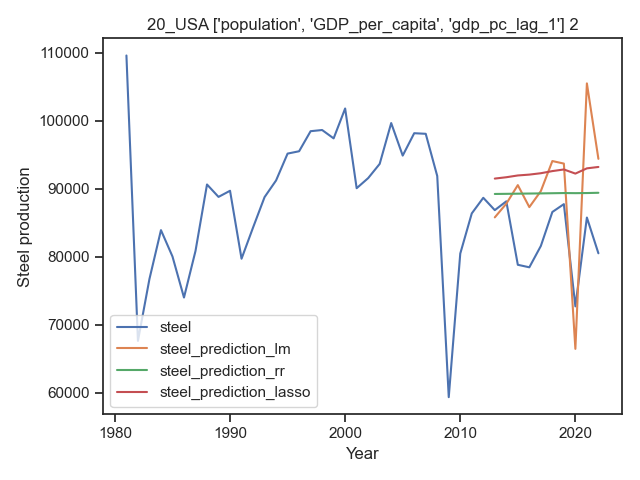 20_USA ['population', 'GDP_per_capita', 'gdp_pc_lag_1'] 2
110000
100000
90000
80000
70000
60000
Steel production
steel
steel_prediction_lm
steel_prediction_rr
steel_prediction_lasso
1980
1990
2000
2010
2020
Year